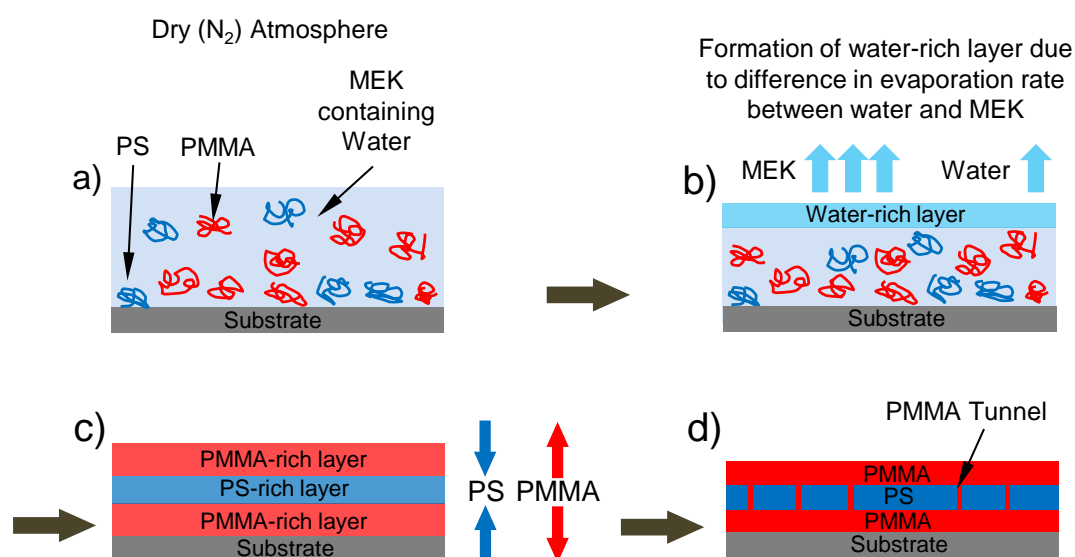 Dry (N₂) Atmosphere
MEK
containing
Water
PS
PMMA
a)
Substrate
Formation of water-rich layer due
to difference in evaporation rate
between water and MEK
MEK
Water
b)
Water-rich layer
Substrate
c)
PMMA-rich layer
PS-rich layer
PMMA-rich layer
Substrate
PS
PMMA
d)
PMMA Tunnel
PMMA
PS
PMMA
Substrate